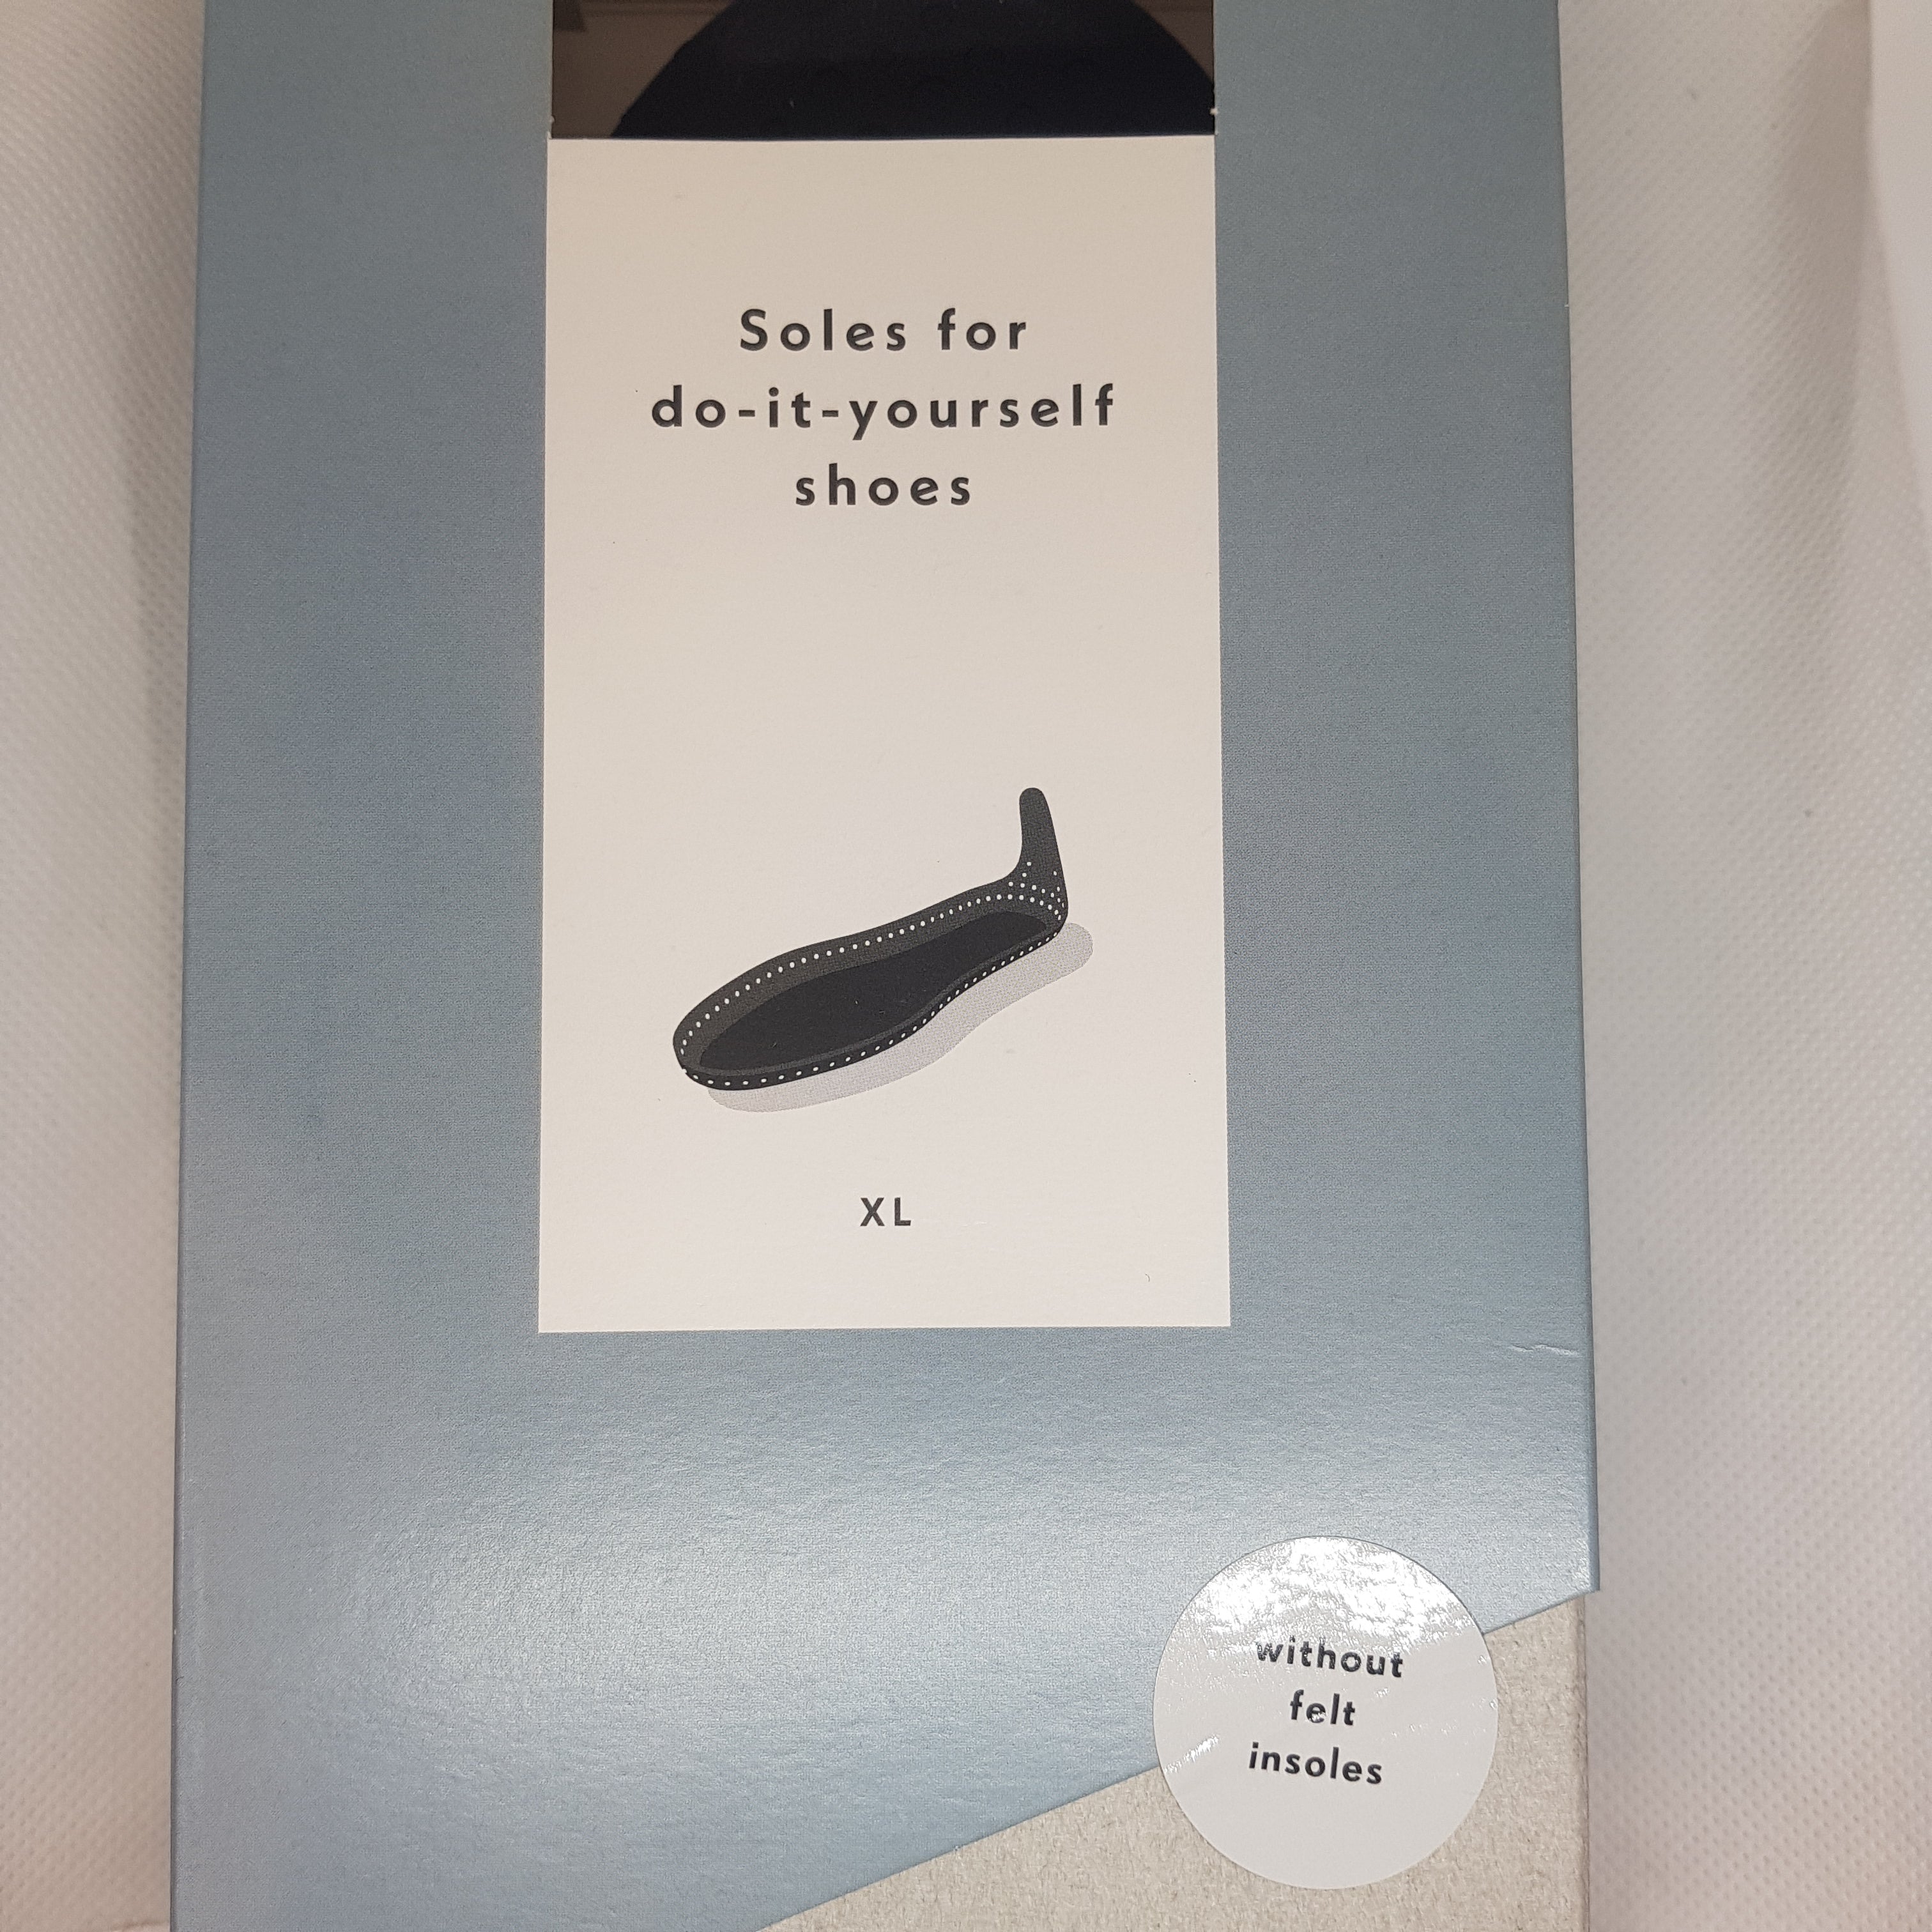 Soles for
do-it-yourself
shoes
XL
without
felt
insoles